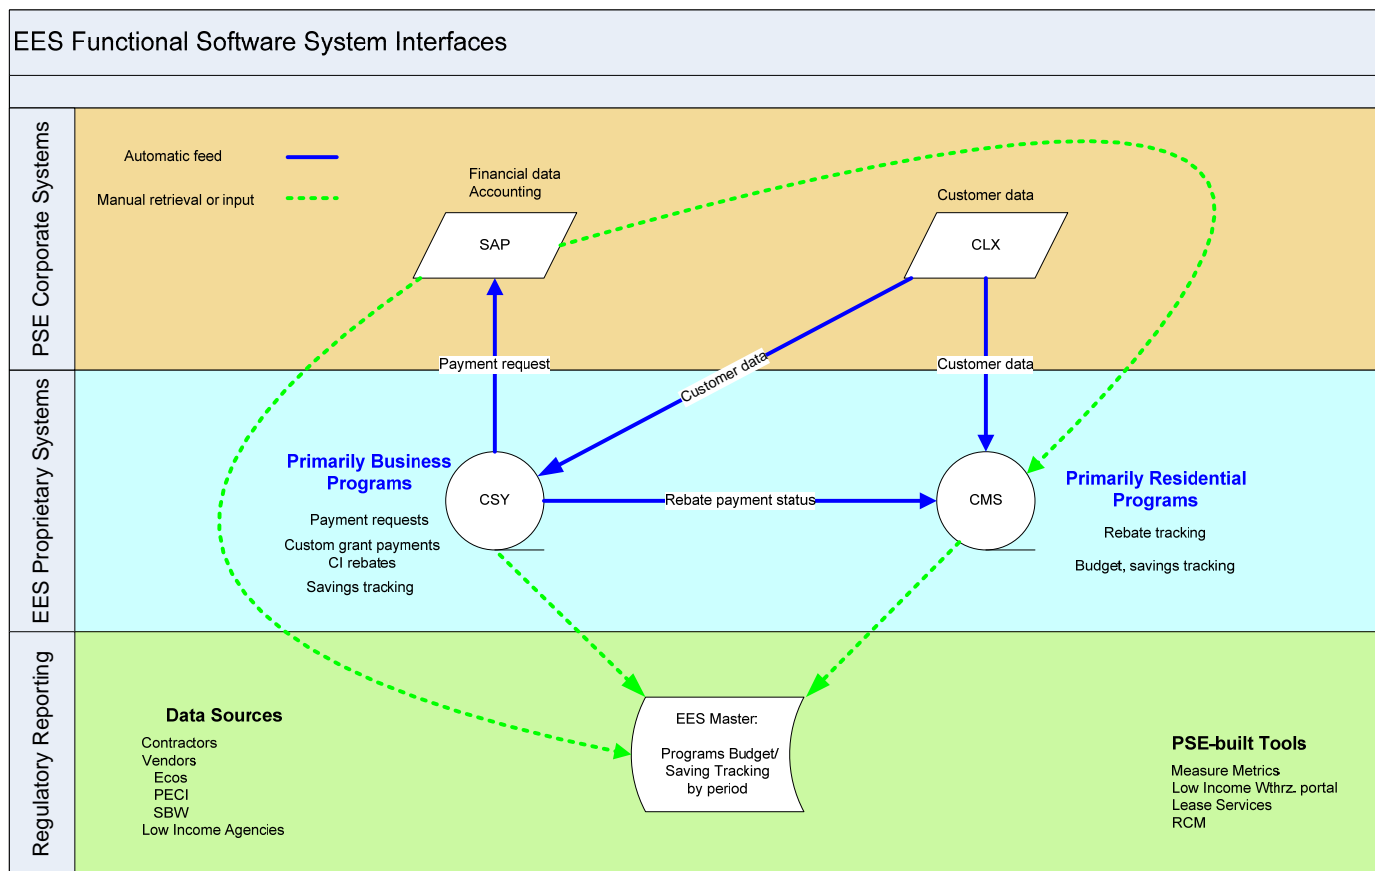 EES Functional Software System Interfaces
PSE Corporate Systems
Automatic feed
Manual retrieval or input
Financial data
Accounting
SAP
Customer data
CLX
Payment request
Customer data
Customer data
EES Proprietary Systems
Primarily Business
Programs
Payment requests
Custom grant payments
CI rebates
Savings tracking
CSY
Rebate payment status
CMS
Primarily Residential
Programs
Rebate tracking
Budget, savings tracking
Regulatory Reporting
Data Sources
Contractors
Vendors
Ecos
PECI
SBW
Low Income Agencies
EES Master:
Programs Budget/
Saving Tracking
by period
PSE-built Tools
Measure Metrics
Low Income Wthrz. portal
Lease Services
RCM